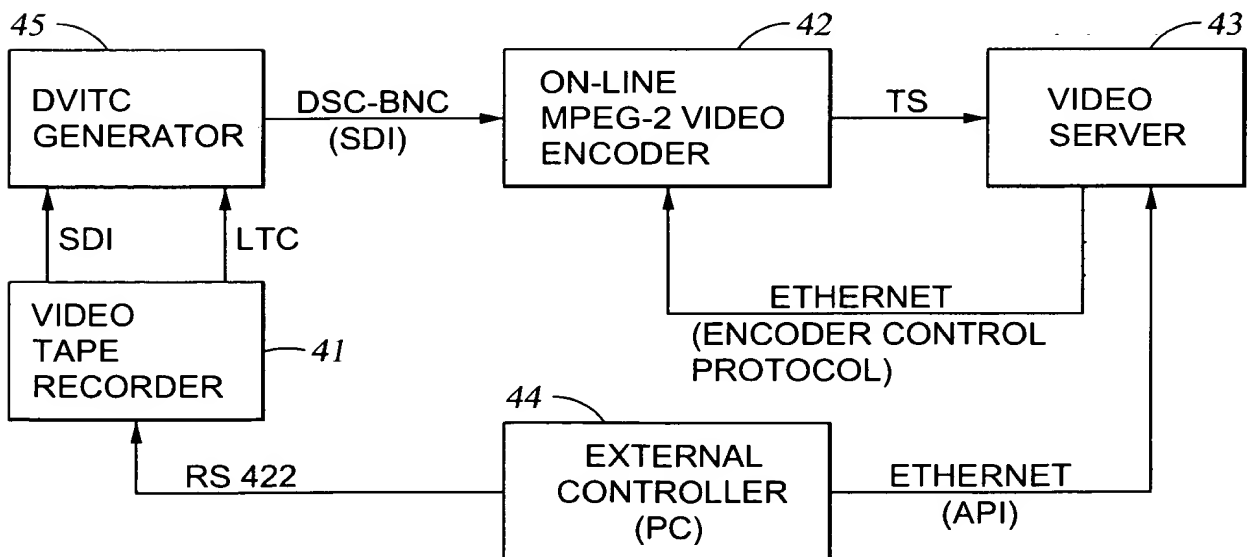 45
DVITC
GENERATOR
DSC-BNC
(SDI)
42
ON-LINE
MPEG-2 VIDEO
ENCODER
TS
43
VIDEO
SERVER
SDI
LTC
VIDEO
TAPE
RECORDER
41
ETHERNET
(ENCODER CONTROL
PROTOCOL)
RS 422
44
EXTERNAL
CONTROLLER
(PC)
ETHERNET
(API)